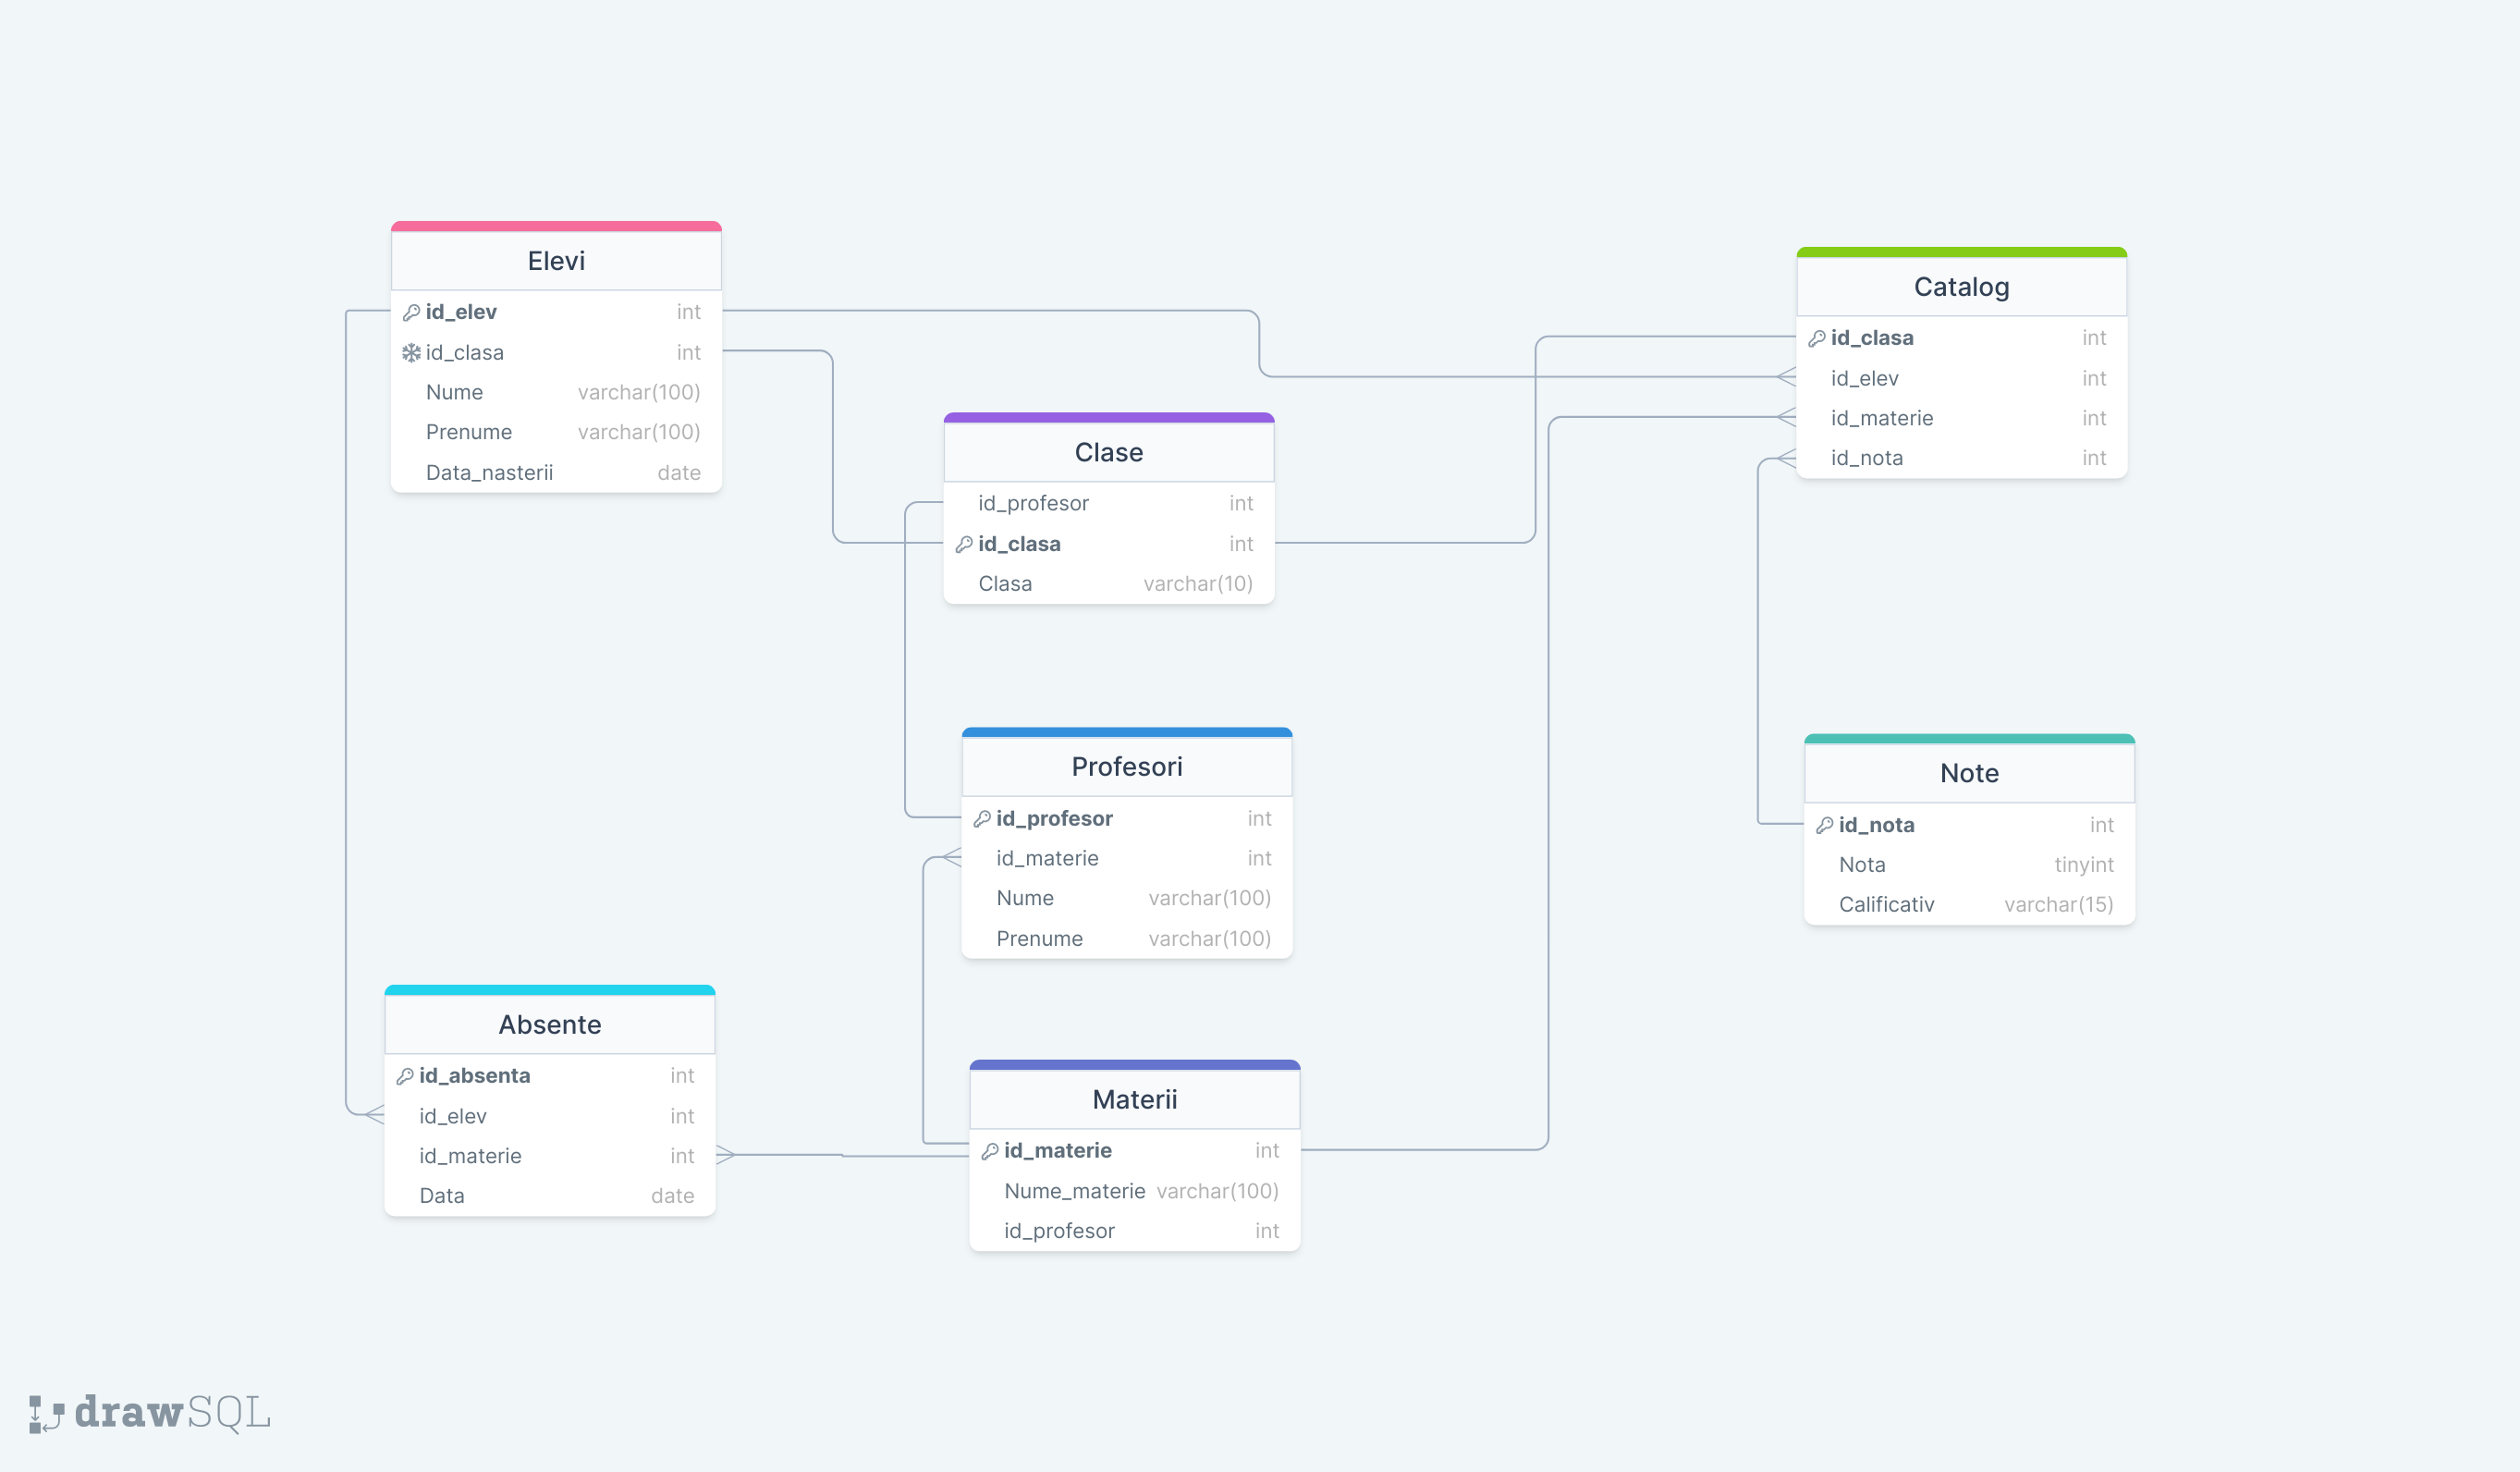 Elevi
id_elev int
id_clasa int
Nume varchar(100)
Prenume varchar(100)
Data_nasterii date
Catalog
id_clasa int
id_elev int
id_materie int
id_nota int
Clase
id_profesor int
id_clasa int
Clasa varchar(10)
Profesori
id_profesor int
id_materie int
Nume varchar(100)
Prenume varchar(100)
Note
id_nota int
Nota tinyint
Calificativ varchar(15)
Absente
id_absenta int
id_elev int
id_materie int
Data date
Materii
id_materie int
Nume_materie varchar(100)
id_profesor int
drawSQL